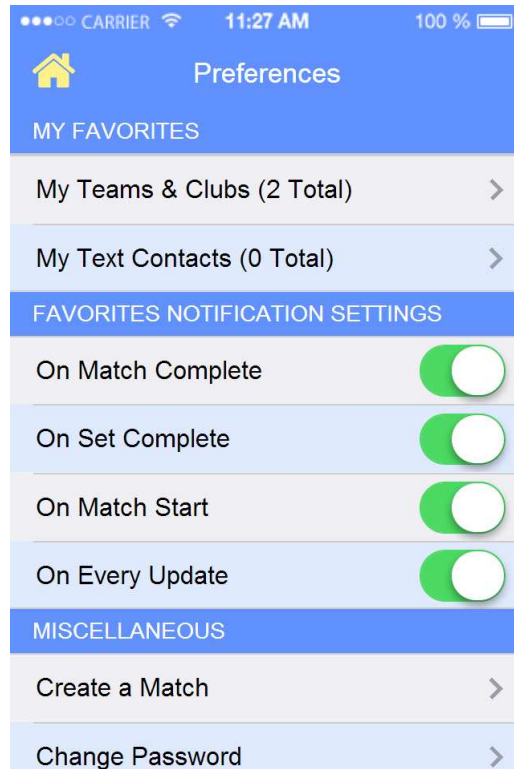 CARRIER 11:27 AM 100 %
Preferences
MY FAVORITES
My Teams & Clubs (2 Total)
My Text Contacts (0 Total)
FAVORITES NOTIFICATION SETTINGS
On Match Complete
On Set Complete
On Match Start
On Every Update
MISCELLANEOUS
Create a Match
Change Password